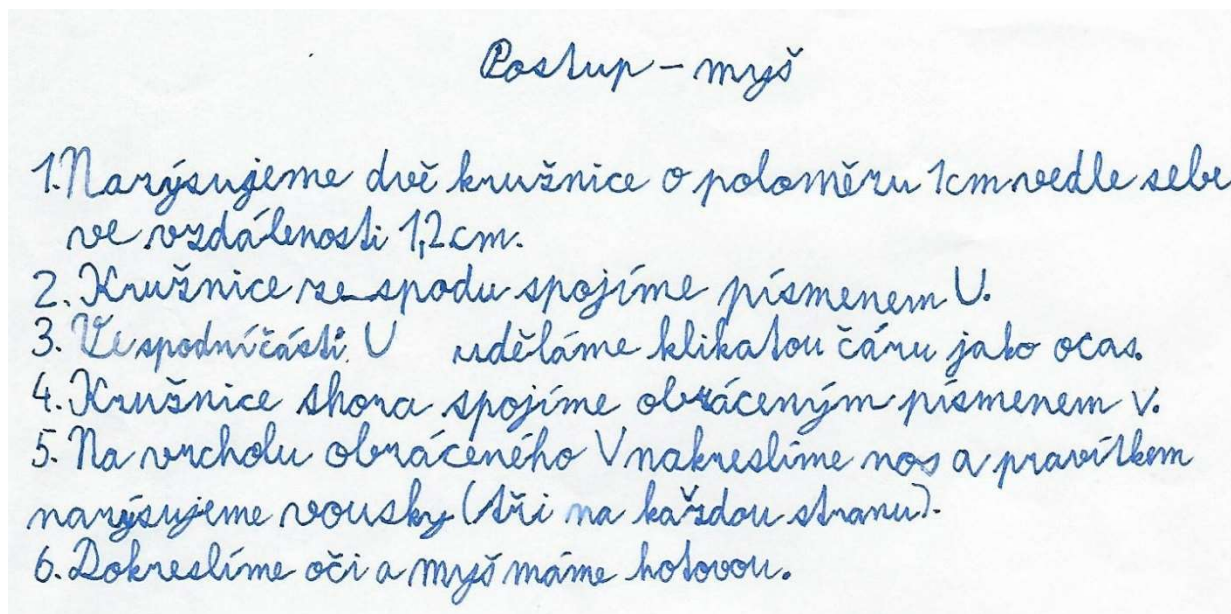 Postup - myš
1. Narýsujeme dvě kružnice o poloměru 1cm vedle sebe
ve vzdálenosti 1,2 cm.
2. Kružnice ze spodu spojíme písmenem U.
3. Ve spodní části U uděláme klikatou čáru jako ocas.
4. Kružnice shora spojíme obráceným písmenem V.
5. Na vrcholu obráceného V nakreslíme nos a pravítkem
narýsujeme vousky (tři na každou stranu).
6. Dokreslíme oči a myš máme hotovou.